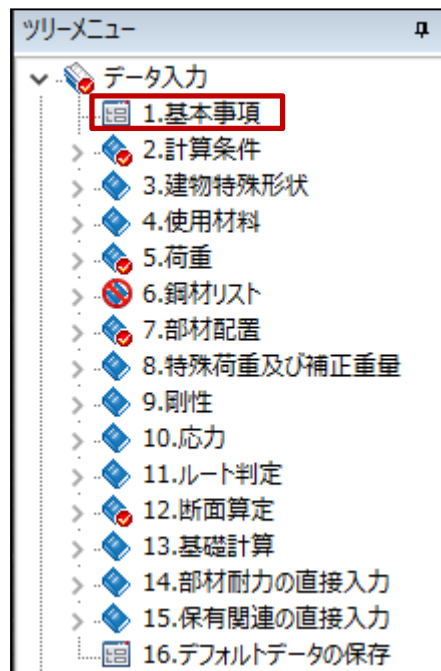 ツリーメニュー
データ入力
1.基本事項
2.計算条件
3.建物特殊形状
4.使用材料
5.荷重
6.鋼材リスト
7.部材配置
8.特殊荷重及び補正重量
9.剛性
10.応力
11.ルート判定
12.断面算定
13.基礎計算
14.部材耐力の直接入力
15.保有関連の直接入力
16.デフォルトデータの保存